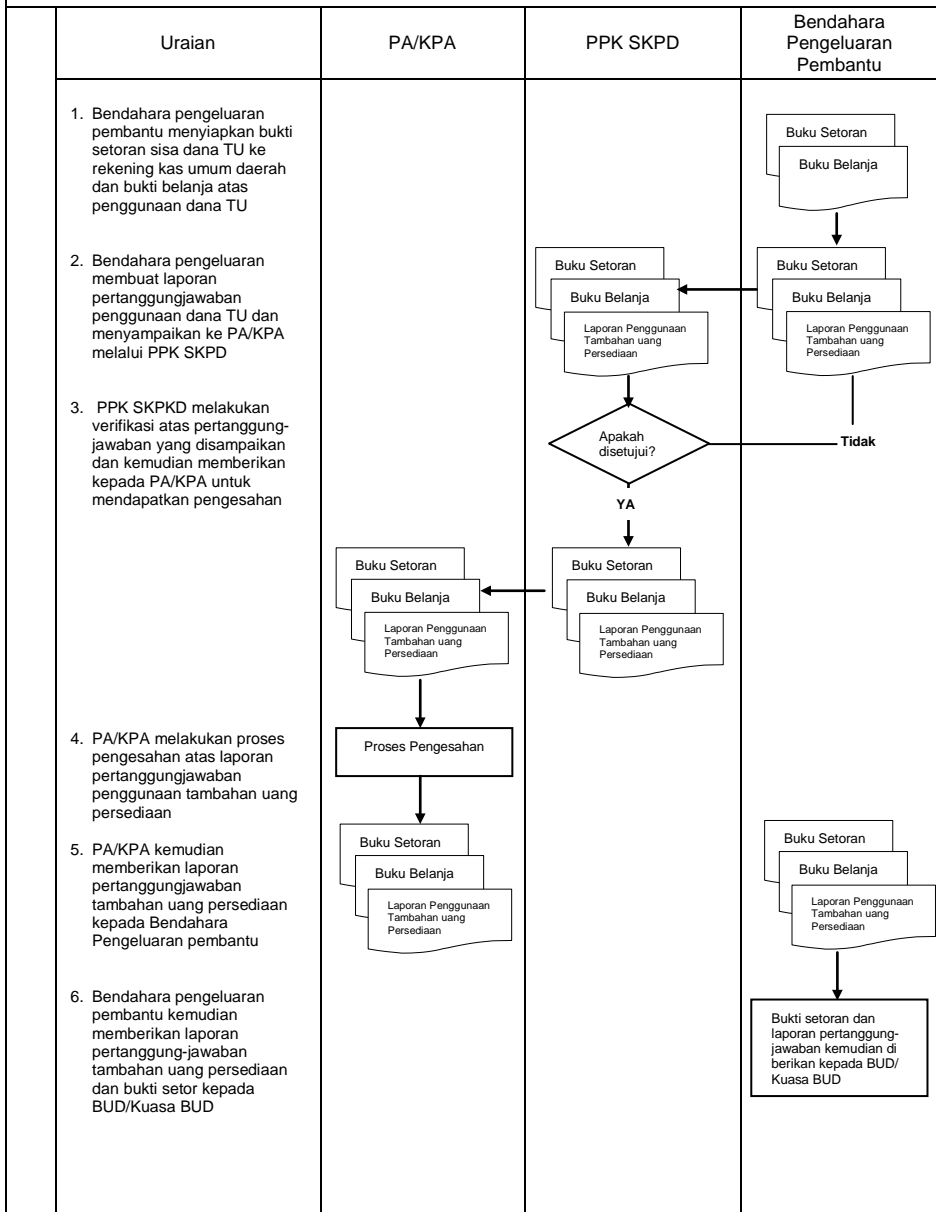 Uraian
PA/KPA
PPK SKPD
Bendahara
Pengeluaran
Pembantu
1. Bendahara pengeluaran
pembantu menyiapkan bukti
setoran sisa dana TU ke
rekening kas umum daerah
dan bukti belanja atas
penggunaan dana TU
Buku Setoran
Buku Belanja
2. Bendahara pengeluaran
membuat laporan
pertanggungjawaban
penggunaan dana TU dan
menyampaikan ke PA/KPA
melalui PPK SKPD
Buku Setoran
Buku Belanja
Laporan Penggunaan
Tambahan uang
Persediaan
Buku Setoran
Buku Belanja
Laporan Penggunaan
Tambahan uang
Persediaan
3. PPK SKPKD melakukan
verifikasi atas pertanggung-
jawaban yang disampaikan
dan kemudian memberikan
kepada PA/KPA untuk
mendapatkan pengesahan
Apakah
disetujui?
Tidak
YA
Buku Setoran
Buku Belanja
Laporan Penggunaan
Tambahan uang
Persediaan
Buku Setoran
Buku Belanja
Laporan Penggunaan
Tambahan uang
Persediaan
4. PA/KPA melakukan proses
pengesahan atas laporan
pertanggungjawaban
penggunaan tambahan uang
persediaan
Proses Pengesahan
5. PA/KPA kemudian
memberikan laporan
pertanggungjawaban
tambahan uang persediaan
kepada Bendahara
Pengeluaran pembantu
Buku Setoran
Buku Belanja
Laporan Penggunaan
Tambahan uang
Persediaan
Buku Setoran
Buku Belanja
Laporan Penggunaan
Tambahan uang
Persediaan
6. Bendahara pengeluaran
pembantu kemudian
memberikan laporan
pertanggung-jawaban
tambahan uang persediaan
dan bukti setor kepada
BUD/Kuasa BUD
Bukti setoran dan
laporan pertanggung-
jawaban kemudian di
berikan kepada BUD/
Kuasa BUD